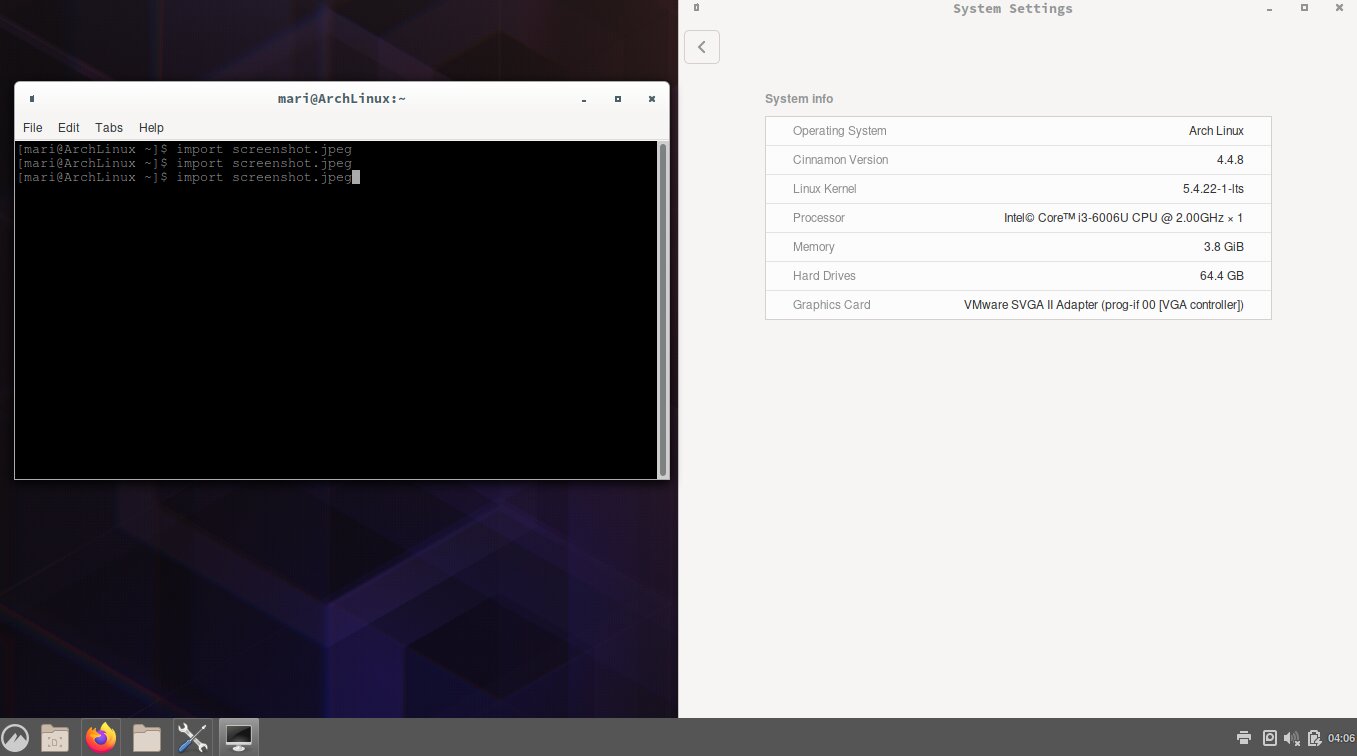 mari@ArchLinux:~
File Edit Tabs Help
[mari@ArchLinux ~]$ import screenshot.jpeg
[mari@ArchLinux ~]$ import screenshot.jpeg
[mari@ArchLinux ~]$ import screenshot.jpeg
System Settings
System info
Operating System Arch Linux
Cinnamon Version 4.4.8
Linux Kernel 5.4.22-1-lts
Processor Intel© Core™ i3-6006U CPU @ 2.00GHz × 1
Memory 3.8 GiB
Hard Drives 64.4 GB
Graphics Card VMware SVGA II Adapter (prog-if 00 [VGA controller])
04:06